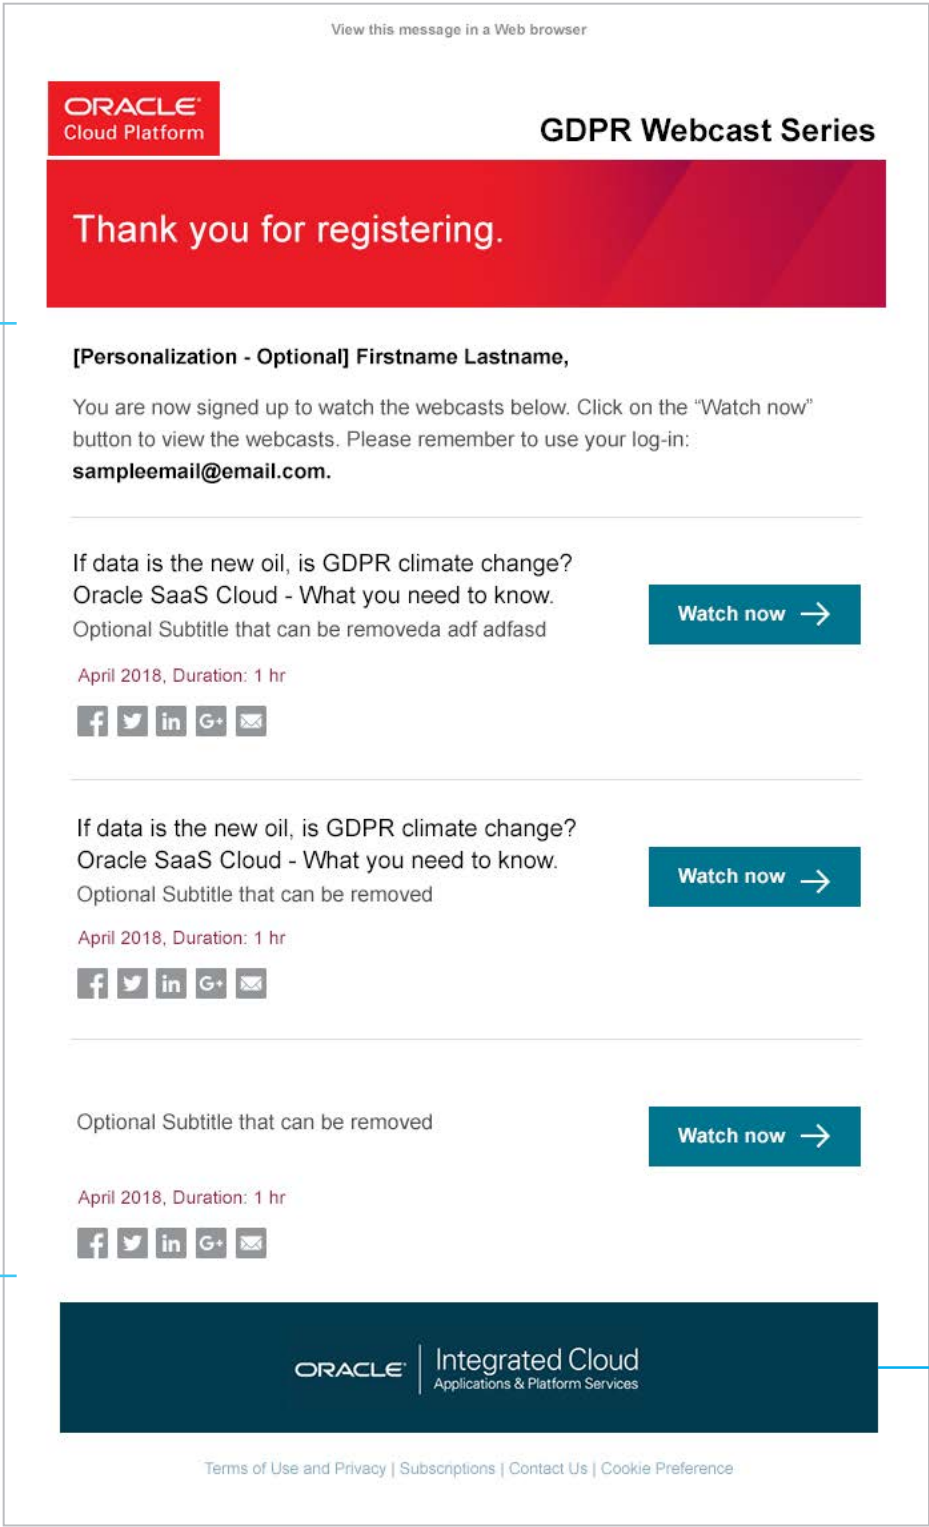 View this message in a Web browser
ORACLE
Cloud Platform
GDPR Webcast Series
Thank you for registering.
[Personalization - Optional] Firstname Lastname,
You are now signed up to watch the webcasts below. Click on the “Watch now”
button to view the webcasts. Please remember to use your log-in:
sampleemail@email.com.
If data is the new oil, is GDPR climate change?
Oracle SaaS Cloud - What you need to know.
Optional Subtitle that can be removeda adf adfasd
Watch now
April 2018, Duration: 1 hr
f in G+
If data is the new oil, is GDPR climate change?
Oracle SaaS Cloud - What you need to know.
Optional Subtitle that can be removed
Watch now
April 2018, Duration: 1 hr
f in G+
Optional Subtitle that can be removed
Watch now
April 2018, Duration: 1 hr
f in G+
ORACLE
Integrated Cloud
Applications & Platform Services
Terms of Use and Privacy | Subscriptions | Contact Us | Cookie Preference